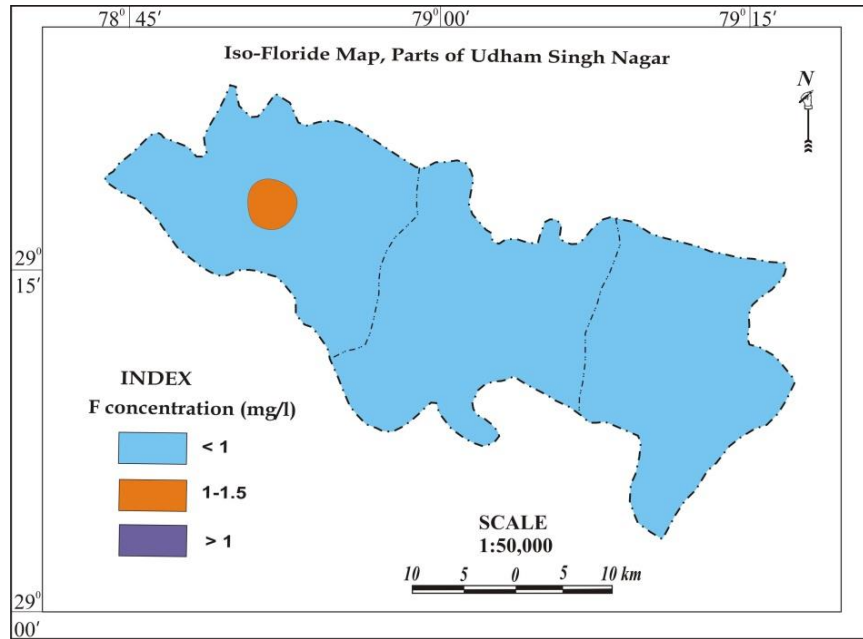 78⁰ 45′
79⁰ 00′
79⁰ 15′
Iso-Floride Map, Parts of Udham Singh Nagar
N
29⁰
15′
INDEX
F concentration (mg/l)
< 1
1-1.5
> 1
SCALE
1:50,000
10 5 0 5 10 km
29⁰
00′